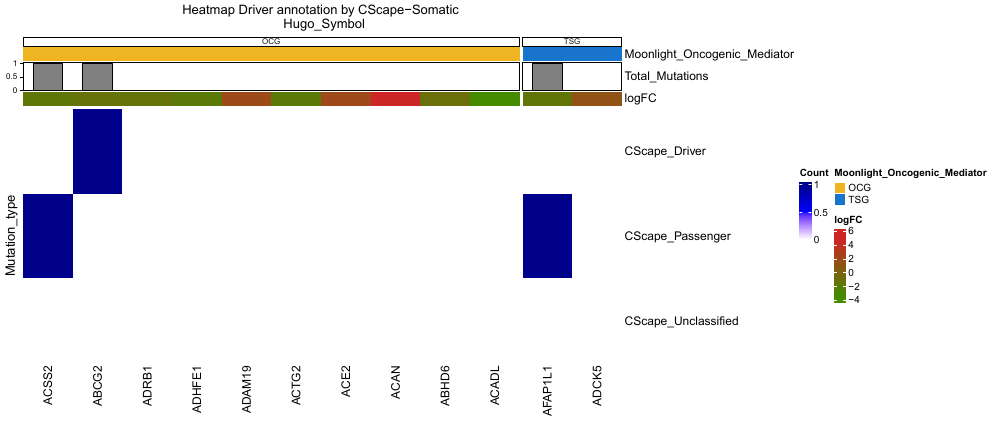 Heatmap Driver annotation by CScape−Somatic
Hugo_Symbol
OCG
TSG
Moonlight_Oncogenic_Mediator
1
0.5
0
Total_Mutations
logFC
CScape_Driver
CScape_Passenger
CScape_Unclassified
Mutation_type
ACSS2
ABCG2
ADRB1
ADHFE1
ADAM19
ACTG2
ACE2
ACAN
ABHD6
ACADL
AFAP1L1
ADCK5
Count
1
0.5
0
Moonlight_Oncogenic_Mediator
OCG
TSG
logFC
6
4
2
0
−2
−4